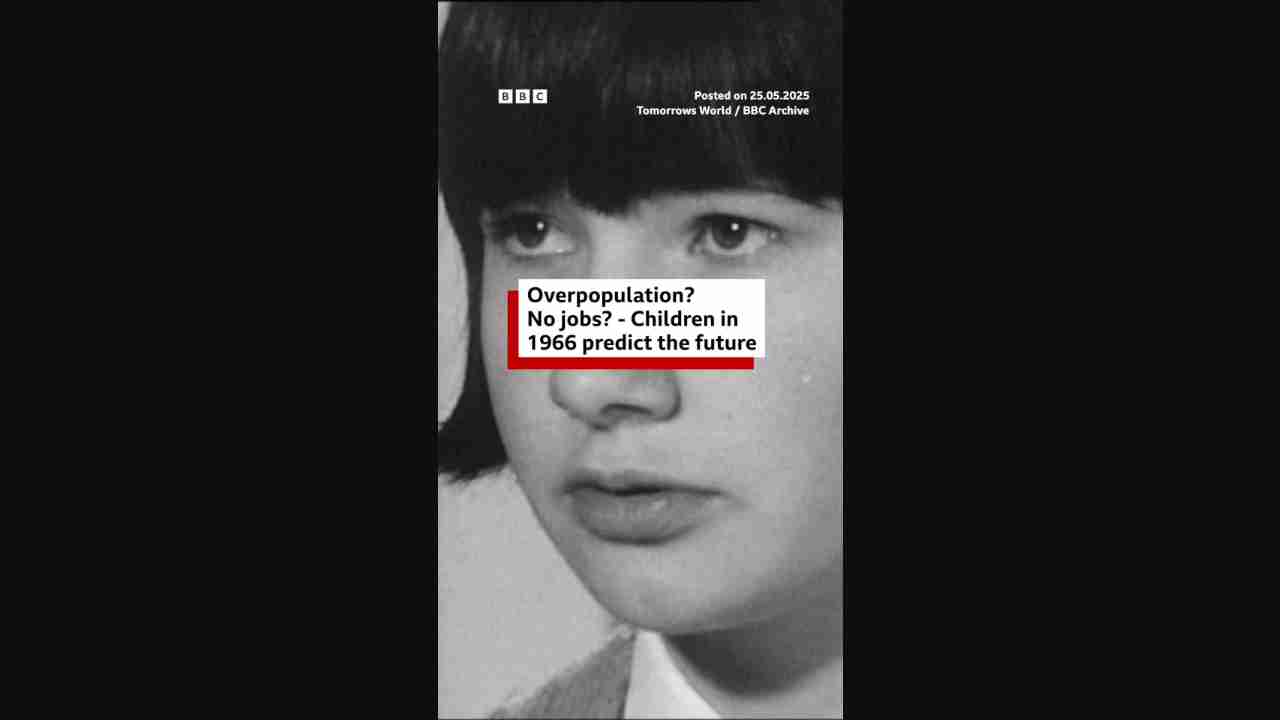 BBC
Posted on 25.05.2025
Tomorrows World / BBC Archive
Overpopulation?
No jobs? - Children in
1966 predict the future